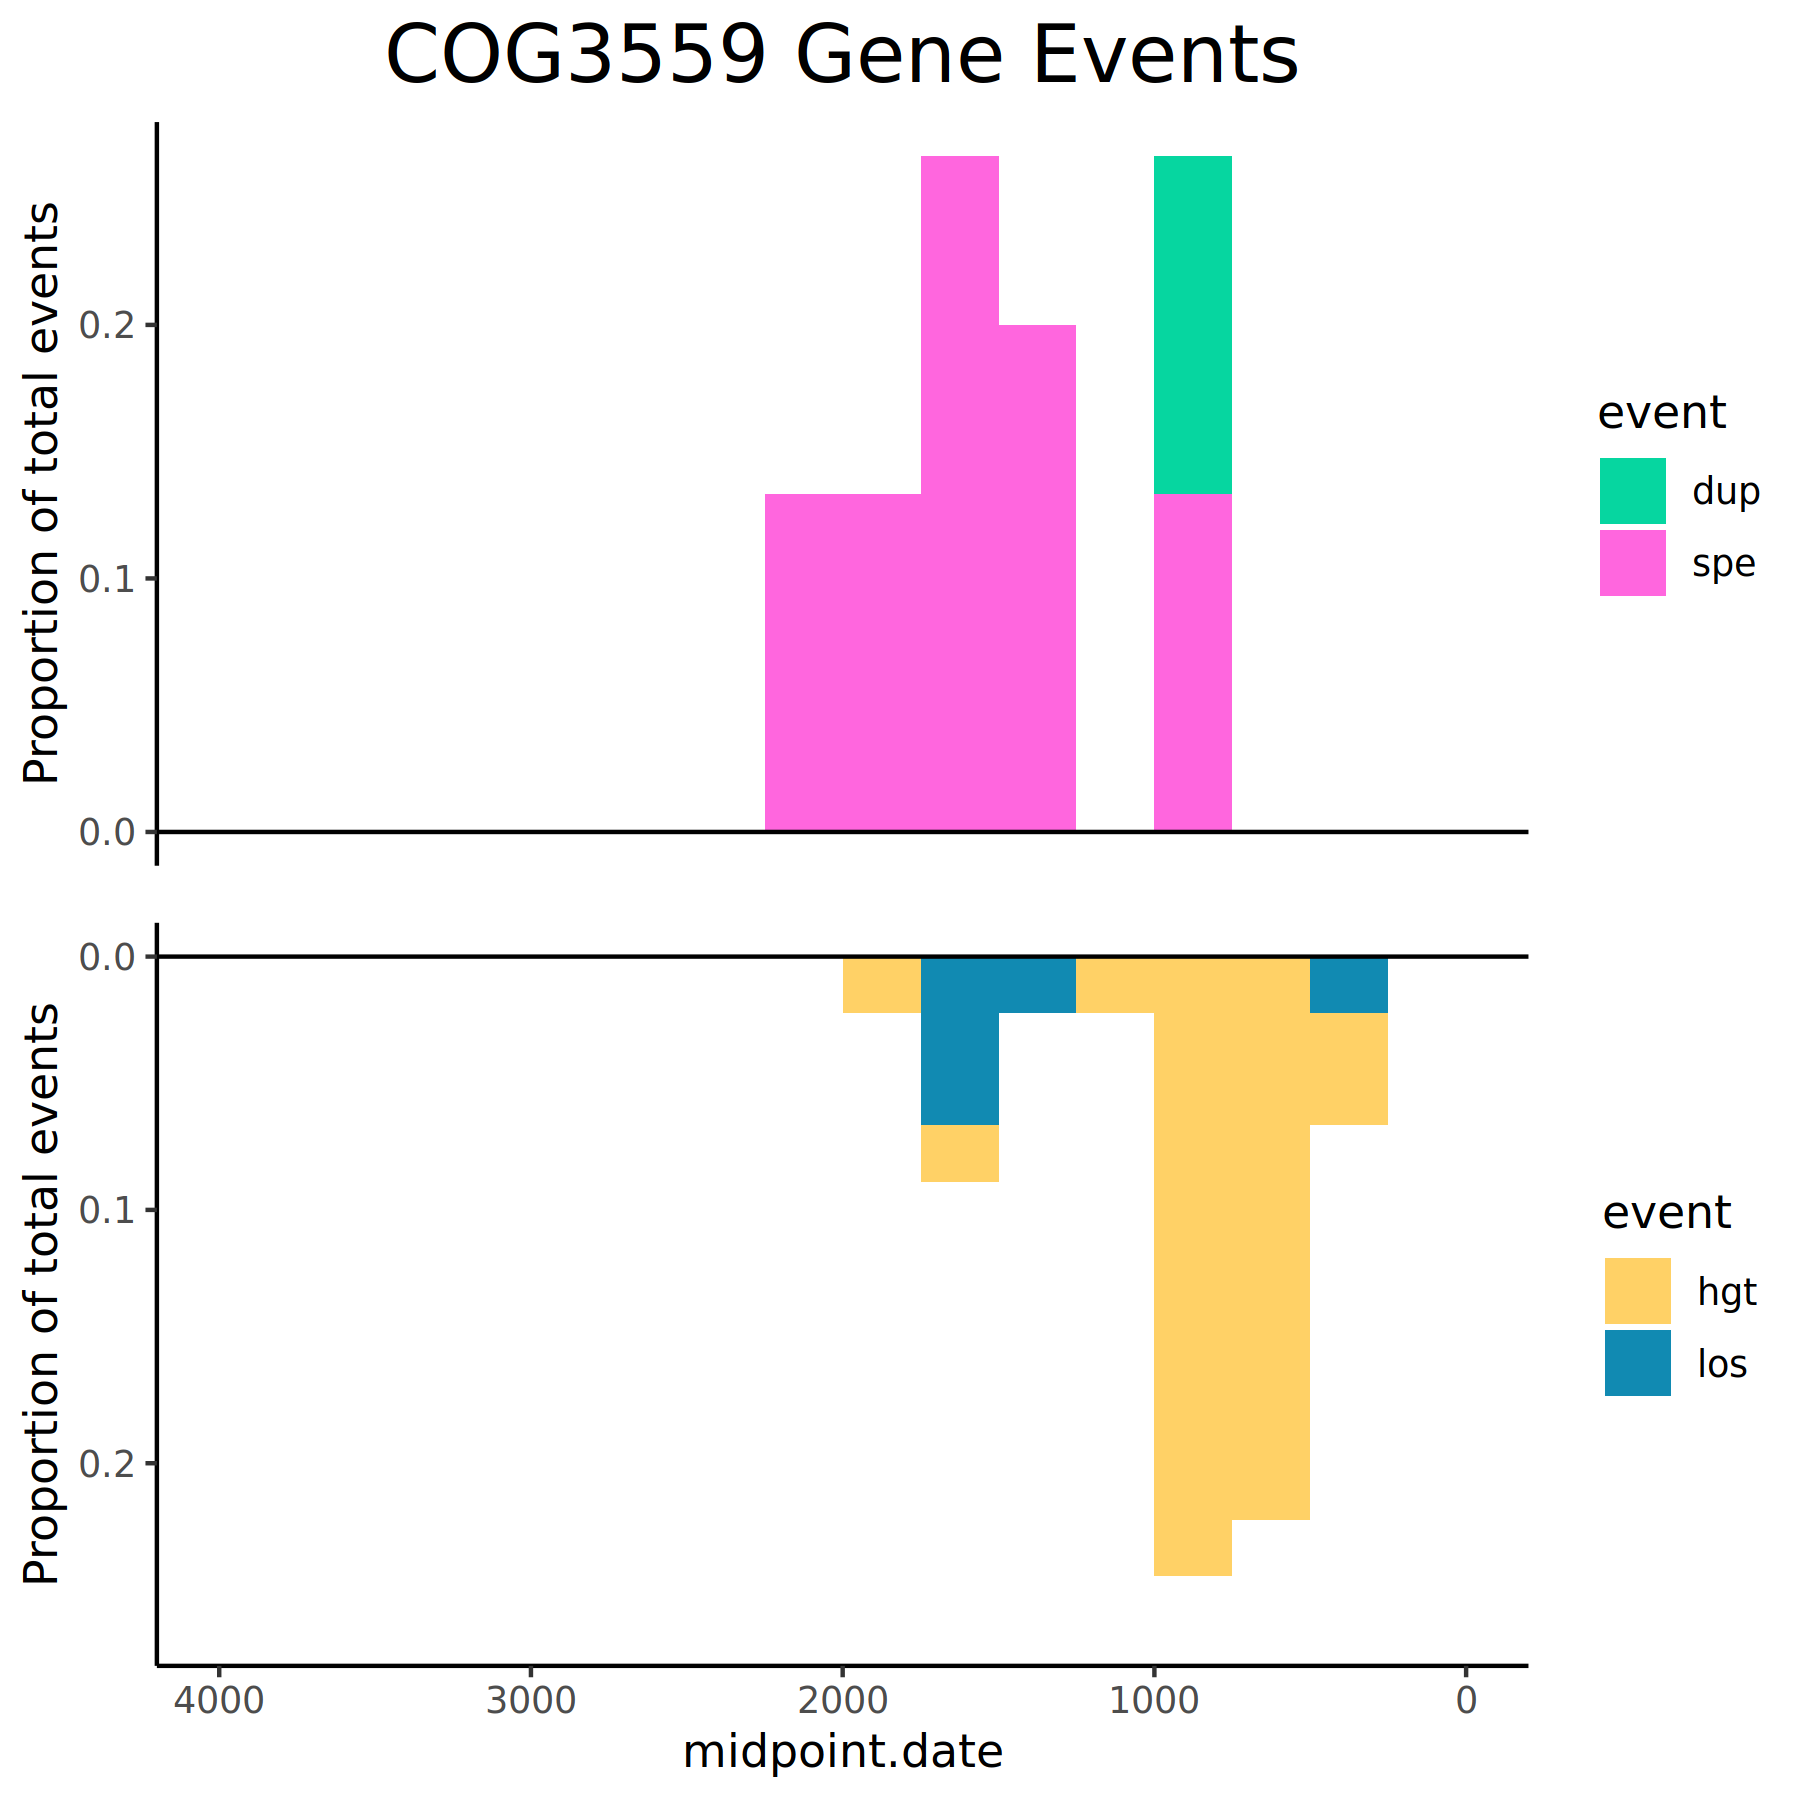 COG3559 Gene Events
Proportion of total events
0.2
0.1
0.0
event
dup
spe
Proportion of total events
0.0
0.1
0.2
event
hgt
los
4000 3000 2000 1000 0
midpoint.date